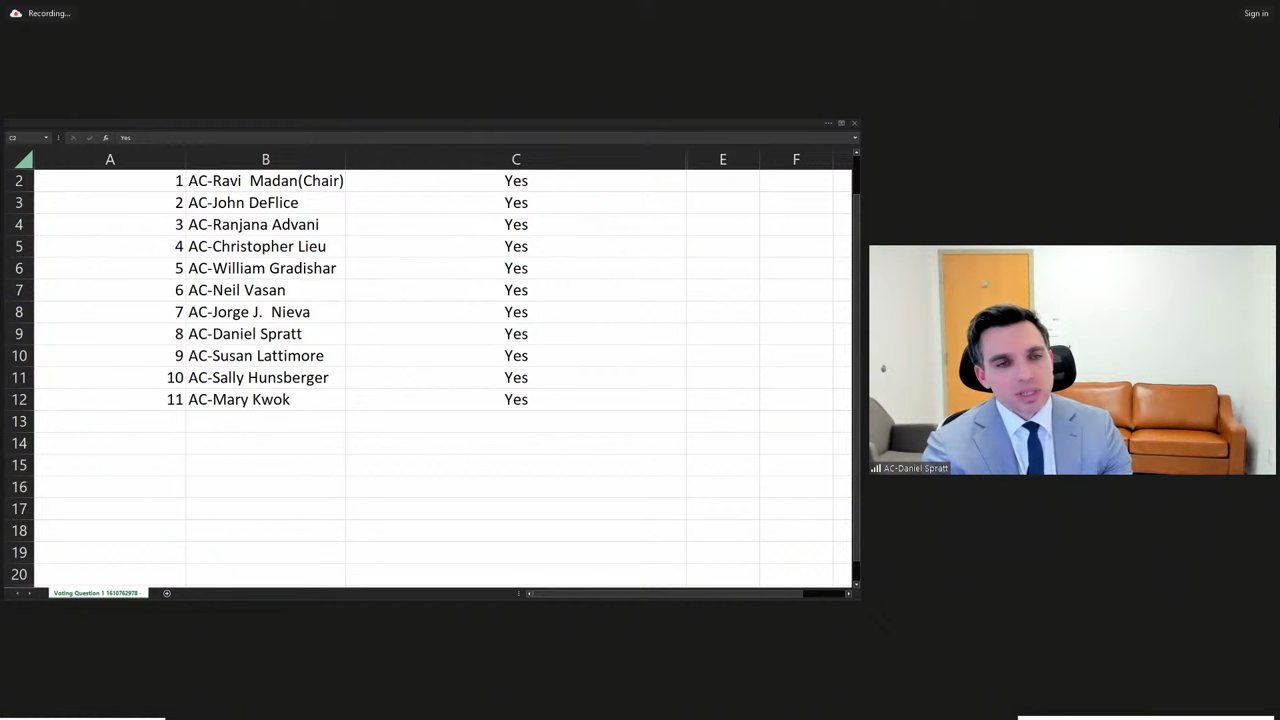 Recording...
Sign in
C2 fx Yes
A B C E F
2 1 AC-Ravi  Madan(Chair) Yes
3 2 AC-John DeFlice Yes
4 3 AC-Ranjana Advani Yes
5 4 AC-Christopher Lieu Yes
6 5 AC-William Gradishar Yes
7 6 AC-Neil Vasan Yes
8 7 AC-Jorge J.  Nieva Yes
9 8 AC-Daniel Spratt Yes
10 9 AC-Susan Lattimore Yes
11 10 AC-Sally Hunsberger Yes
12 11 AC-Mary Kwok Yes
13
14
15
16
17
18
19
20
Voting Question 1 1610762978
AC-Daniel Spratt